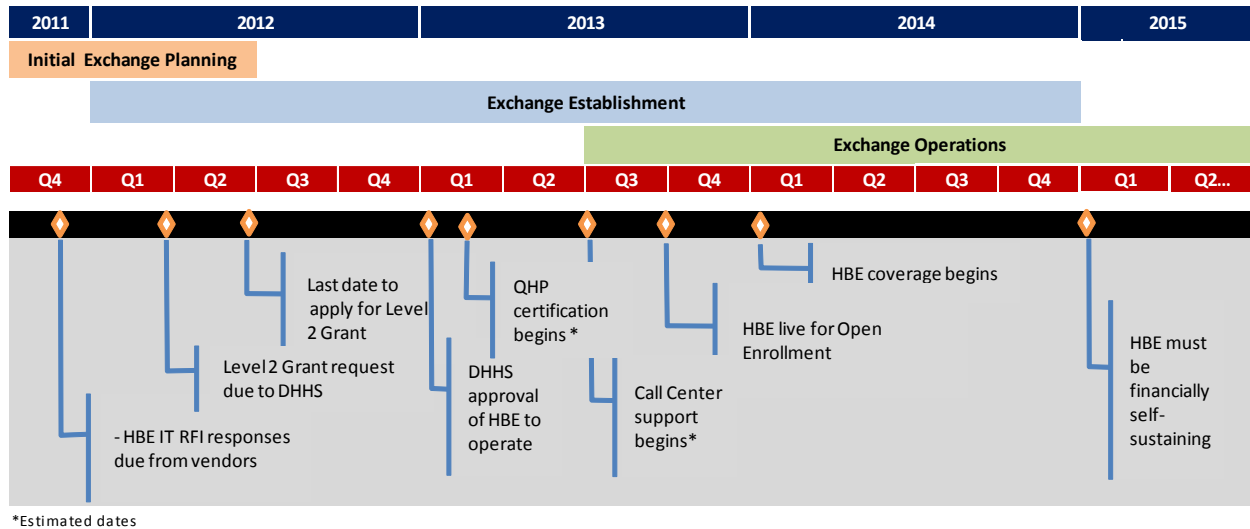 2011 2012 2013 2014 2015
Initial Exchange Planning
Exchange Establishment
Exchange Operations
Q4 Q1 Q2 Q3 Q4 Q1 Q2 Q3 Q4 Q1 Q2 Q3 Q4 Q1 Q2...
- HBE IT RFI responses
due from vendors
Level 2 Grant request
due to DHHS
Last date to
apply for Level
2 Grant
DHHS
approval
of HBE to
operate
QHP
certification
begins *
Call Center
support
begins*
HBE live for Open
Enrollment
HBE coverage begins
HBE must
be
financially
self-
sustaining
*Estimated dates